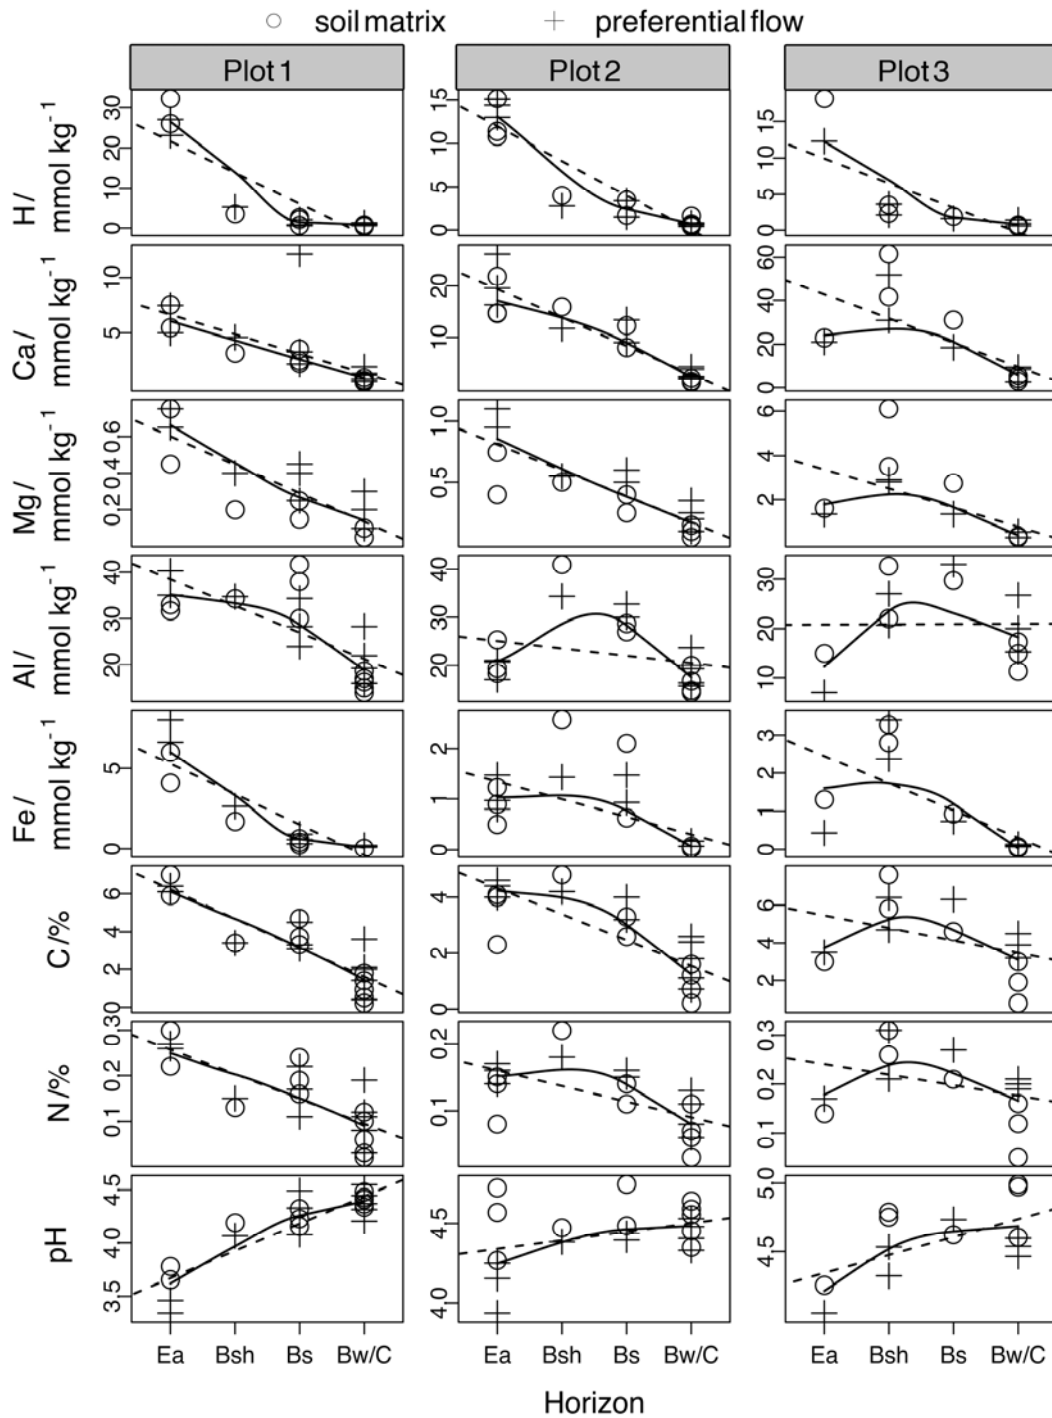 ○ soil matrix + preferential flow
Plot 1 Plot 2 Plot 3
H/ mmol kg⁻¹
0 10 20 30
0 5 10 15
0 5 10 15
Ca/ mmol kg⁻¹
5 10
10 20
0 20 40 60
Mg/ mmol kg⁻¹
0.2 0.4 0.6
0.5 1.0
2 4 6
Al/ mmol kg⁻¹
20 30 40
20 30 40
10 20 30
Fe/ mmol kg⁻¹
0 5
0 1 2
0 1 2 3
C/%
0 2 4 6
0 2 4
2 4 6
N/%
0 0.1 0.2 0.3
0.1 0.2
0 0.1 0.2 0.3
pH
3.5 4.0 4.5
4.0 4.5
4.5 5.0
Ea Bsh Bs Bw/C Ea Bsh Bs Bw/C Ea Bsh Bs Bw/C
Horizon